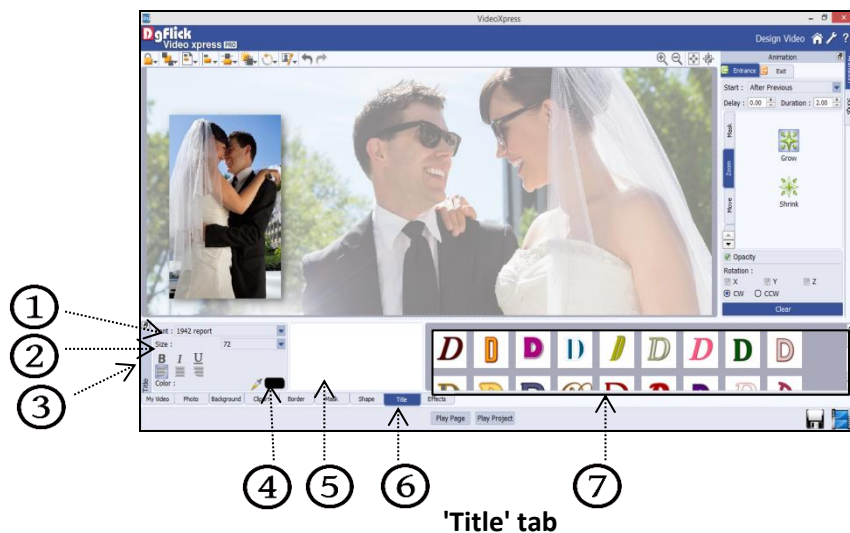 VideoXpress
DgFlick
Video xpress PRO
Design Video
?
Animation
Entrance Exit
Start : After Previous
Delay : 0.00 Duration : 2.00
Mask
Zoom
Move
Grow
Shrink
Opacity
Rotation :
X Y Z
CW CCW
Clear
1
2
3
Font : 1942 report
Size : 72
B I U
Color :
Title
D D D D D D D D D
My Video Photo Background Clipart Border Mask Shape Title Effects
Play Page Play Project
4 5 6 7
'Title' tab